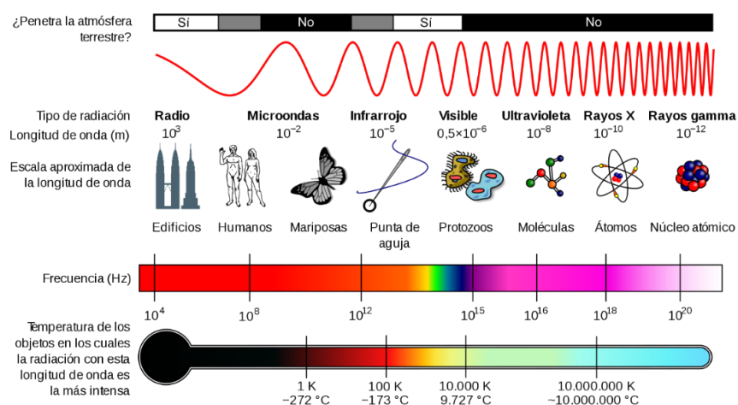 ¿Penetra la atmósfera
terrestre?
Sí
No
Sí
No
Tipo de radiación
Radio
Microondas
Infrarrojo
Visible
Ultravioleta
Rayos X
Rayos gamma
Longitud de onda (m)
10³
10⁻²
10⁻⁵
0,5×10⁻⁶
10⁻⁸
10⁻¹⁰
10⁻¹²
Escala aproximada de
la longitud de onda
Edificios
Humanos
Mariposas
Punta de
aguja
Protozoos
Moléculas
Átomos
Núcleo atómico
Frecuencia (Hz)
10⁴
10⁸
10¹²
10¹⁵
10¹⁶
10¹⁸
10²⁰
Temperatura de los
objetos en los cuales
la radiación con esta
longitud de onda es
la más intensa
1 K
−272 °C
100 K
−173 °C
10.000 K
9.727 °C
10.000.000 K
~10.000.000 °C